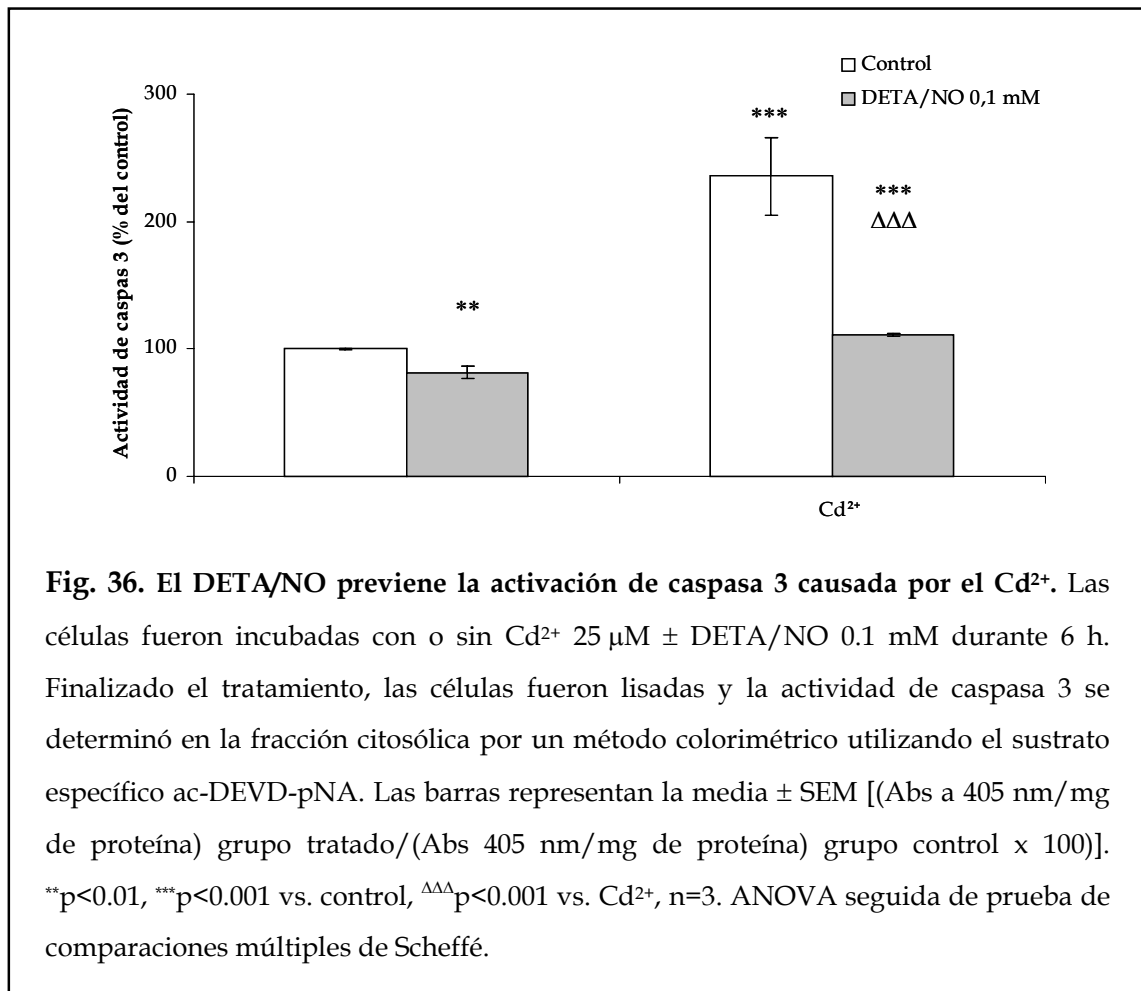 Control
DETA/NO 0,1 mM
Actividad de caspas 3 (% del control)
300
200
100
0
***
***
ΔΔΔ
**
Cd²⁺
Fig. 36. El DETA/NO previene la activación de caspasa 3 causada por el Cd²⁺. Las
células fueron incubadas con o sin Cd²⁺ 25 µM ± DETA/NO 0.1 mM durante 6 h.
Finalizado el tratamiento, las células fueron lisadas y la actividad de caspasa 3 se
determinó en la fracción citosólica por un método colorimétrico utilizando el sustrato
específico ac-DEVD-pNA. Las barras representan la media ± SEM [(Abs a 405 nm/mg
de proteína) grupo tratado/(Abs 405 nm/mg de proteína) grupo control x 100)].
**p<0.01, ***p<0.001 vs. control, ΔΔΔp<0.001 vs. Cd²⁺, n=3. ANOVA seguida de prueba de
comparaciones múltiples de Scheffé.